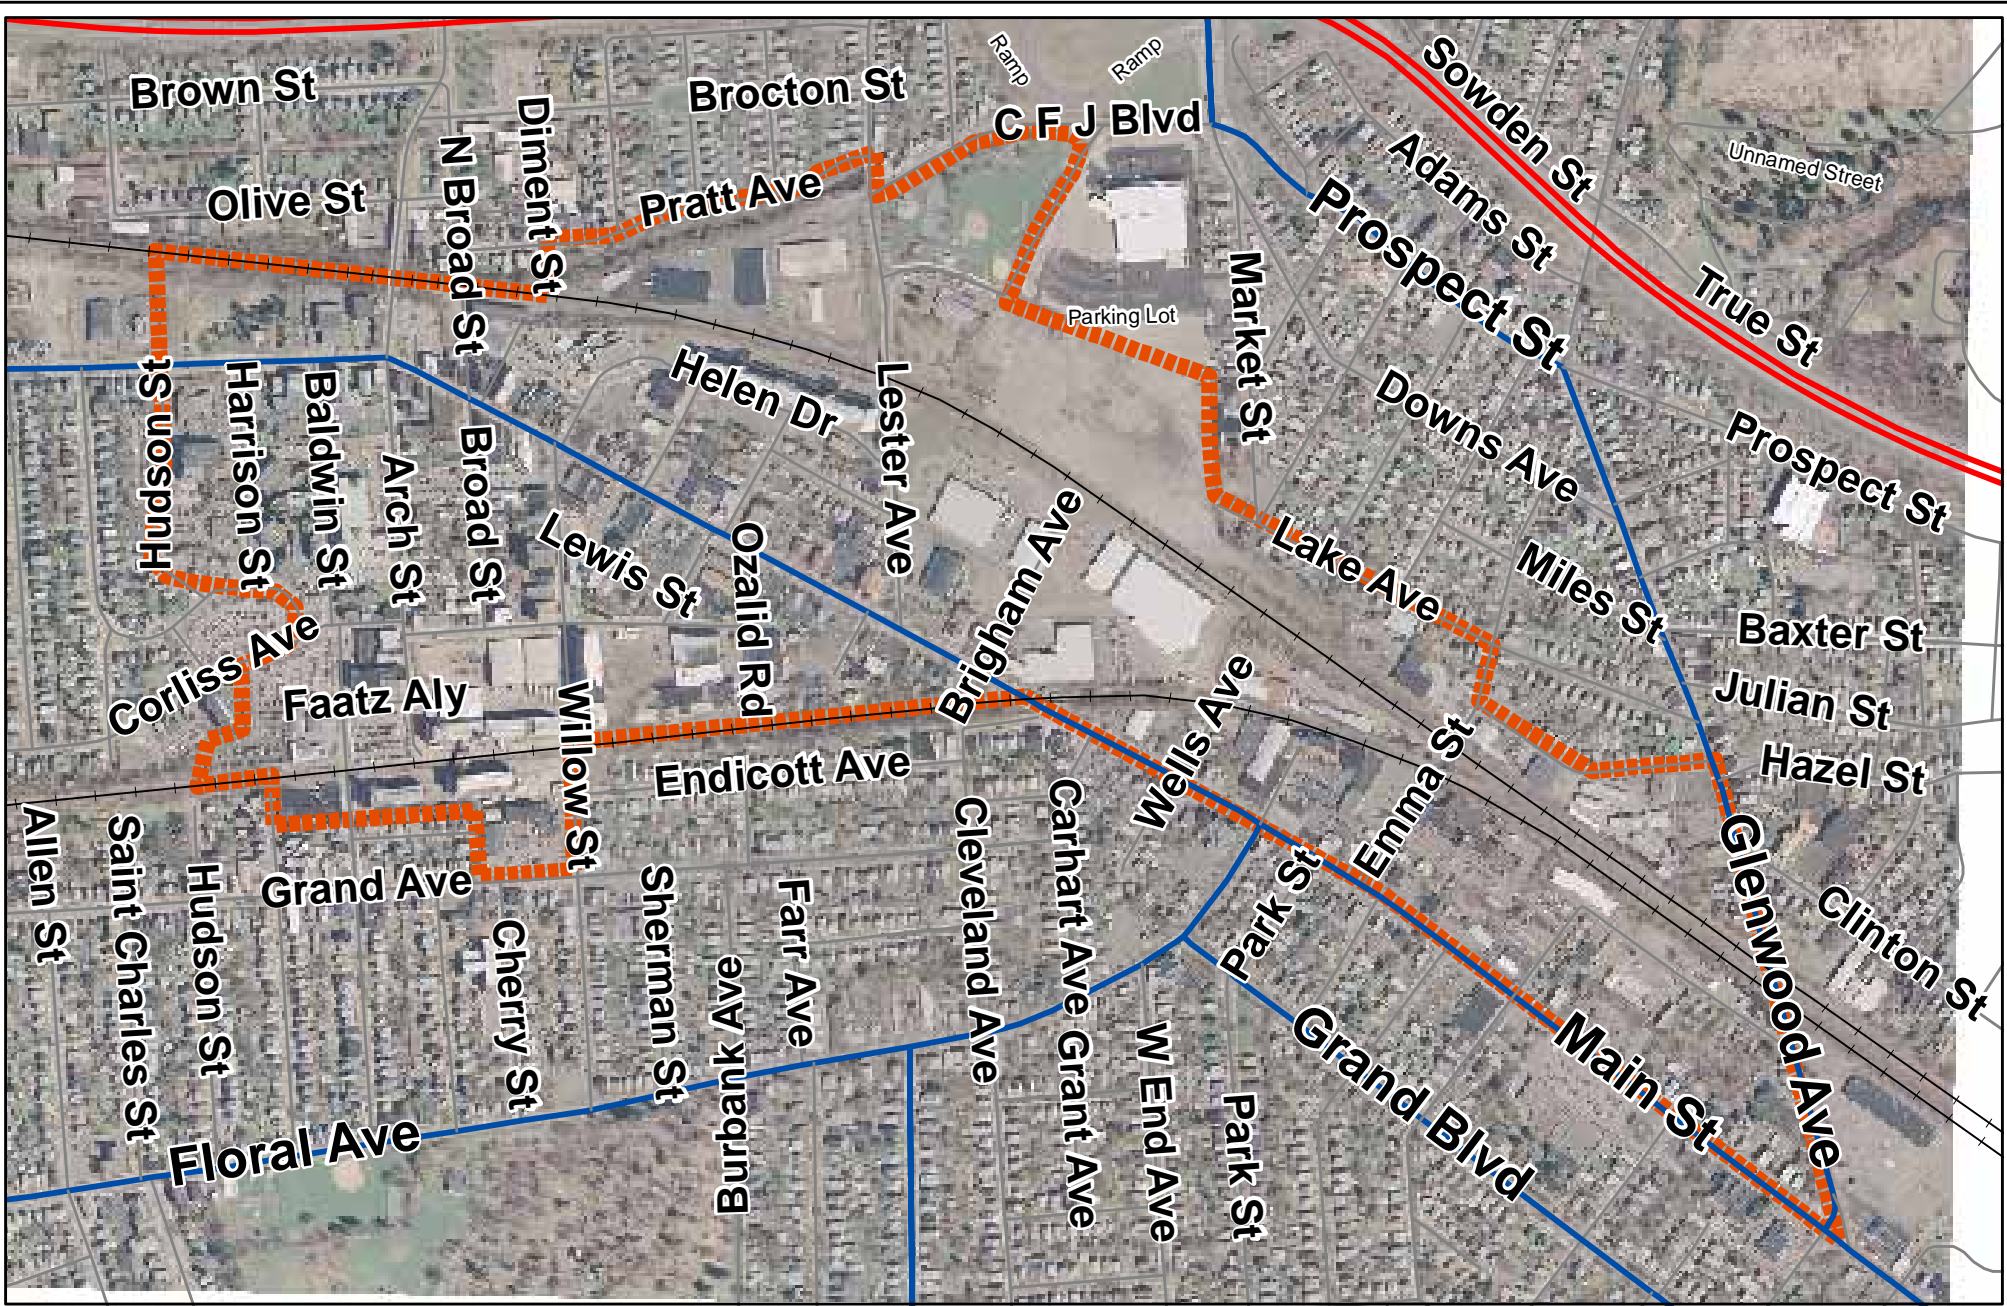 Ramp
Ramp
Sowden St
Brown St
Brocton St
Diment St
C F J Blvd
Adams St
Unnamed Street
N Broad St
Olive St
Pratt Ave
Prospect St
Market St
True St
Parking Lot
Hudson St
Harrison St
Baldwin St
Helen Dr
Lester Ave
Downs Ave
Prospect St
Arch St
Broad St
Lewis St
Ozalid Rd
Brigham Ave
Lake Ave
Miles St
Baxter St
Corliss Ave
Faatz Aly
Willow St
Julian St
Wells Ave
Emma St
Hazel St
Endicott Ave
Allen St
Saint Charles St
Hudson St
Grand Ave
Cherry St
Sherman St
Farr Ave
Burbank Ave
Cleveland Ave
Carhart Ave
Grant Ave
Park St
Glenwood Ave
Clinton St
W End Ave
Park St
Grand Blvd
Main St
Floral Ave